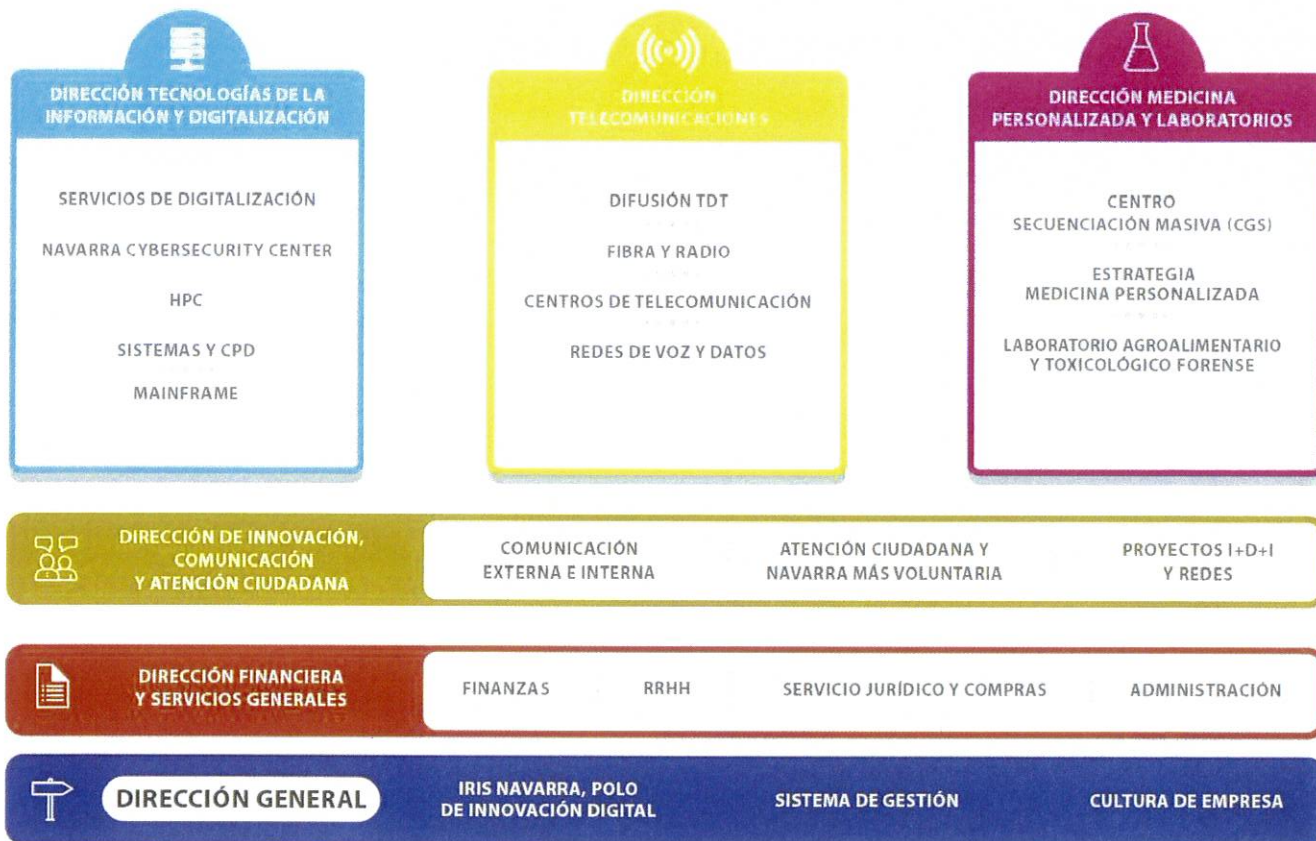 DIRECCIÓN TECNOLOGÍAS DE LA
INFORMACIÓN Y DIGITALIZACIÓN
SERVICIOS DE DIGITALIZACIÓN
NAVARRA CYBERSECURITY CENTER
HPC
SISTEMAS Y CPD
MAINFRAME
DIRECCIÓN
TELECOMUNICACIONES
DIFUSIÓN TDT
FIBRA Y RADIO
CENTROS DE TELECOMUNICACIÓN
REDES DE VOZ Y DATOS
DIRECCIÓN MEDICINA
PERSONALIZADA Y LABORATORIOS
CENTRO
SECUENCIACIÓN MASIVA (CGS)
ESTRATEGIA
MEDICINA PERSONALIZADA
LABORATORIO AGROALIMENTARIO
Y TOXICOLÓGICO FORENSE
DIRECCIÓN DE INNOVACIÓN,
COMUNICACIÓN
Y ATENCIÓN CIUDADANA
COMUNICACIÓN
EXTERNA E INTERNA
ATENCIÓN CIUDADANA Y
NAVARRA MÁS VOLUNTARIA
PROYECTOS I+D+I
Y REDES
DIRECCIÓN FINANCIERA
Y SERVICIOS GENERALES
FINANZAS
RRHH
SERVICIO JURÍDICO Y COMPRAS
ADMINISTRACIÓN
DIRECCIÓN GENERAL
IRIS NAVARRA, POLO
DE INNOVACIÓN DIGITAL
SISTEMA DE GESTIÓN
CULTURA DE EMPRESA